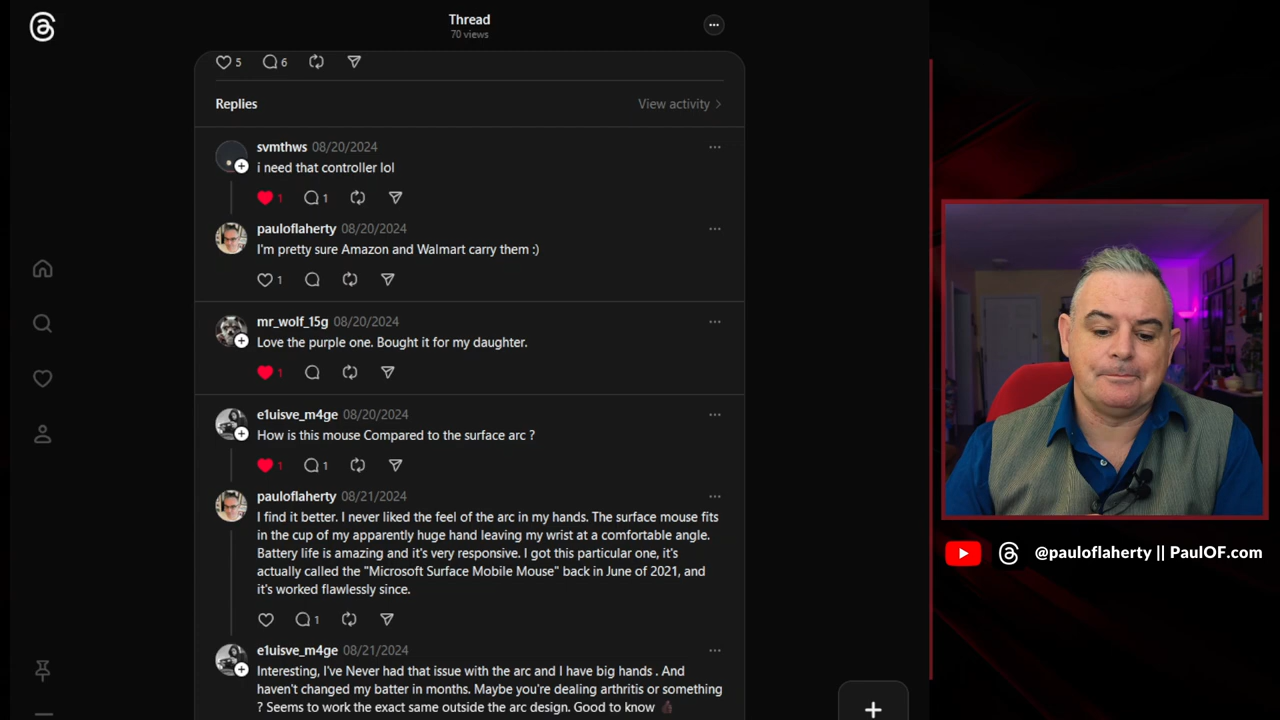 Thread
70 views
5 6
Replies View activity >
svmthws 08/20/2024
i need that controller lol
1 1
pauloflaherty 08/20/2024
I'm pretty sure Amazon and Walmart carry them :)
1
mr_wolf_15g 08/20/2024
Love the purple one. Bought it for my daughter.
1
e1uisve_m4ge 08/20/2024
How is this mouse Compared to the surface arc ?
1 1
pauloflaherty 08/21/2024
I find it better. I never liked the feel of the arc in my hands. The surface mouse fits
in the cup of my apparently huge hand leaving my wrist at a comfortable angle.
Battery life is amazing and it's very responsive. I got this particular one, it's
actually called the "Microsoft Surface Mobile Mouse" back in June of 2021, and
it's worked flawlessly since.
1
e1uisve_m4ge 08/21/2024
Interesting, I've Never had that issue with the arc and I have big hands . And
haven't changed my batter in months. Maybe you're dealing arthritis or something
? Seems to work the exact same outside the arc design. Good to know
@pauloflaherty || PaulOF.com